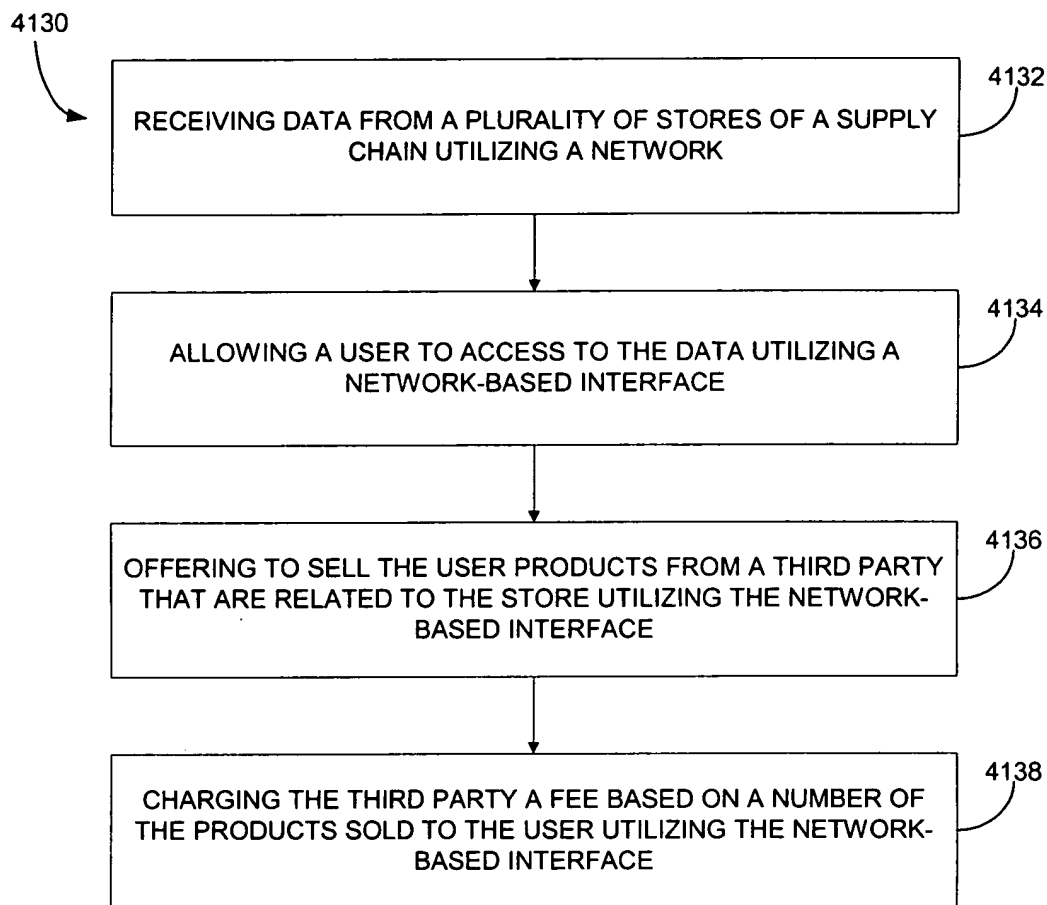 4130
4132
RECEIVING DATA FROM A PLURALITY OF STORES OF A SUPPLY
CHAIN UTILIZING A NETWORK
4134
ALLOWING A USER TO ACCESS TO THE DATA UTILIZING A
NETWORK-BASED INTERFACE
4136
OFFERING TO SELL THE USER PRODUCTS FROM A THIRD PARTY
THAT ARE RELATED TO THE STORE UTILIZING THE NETWORK-
BASED INTERFACE
4138
CHARGING THE THIRD PARTY A FEE BASED ON A NUMBER OF
THE PRODUCTS SOLD TO THE USER UTILIZING THE NETWORK-
BASED INTERFACE